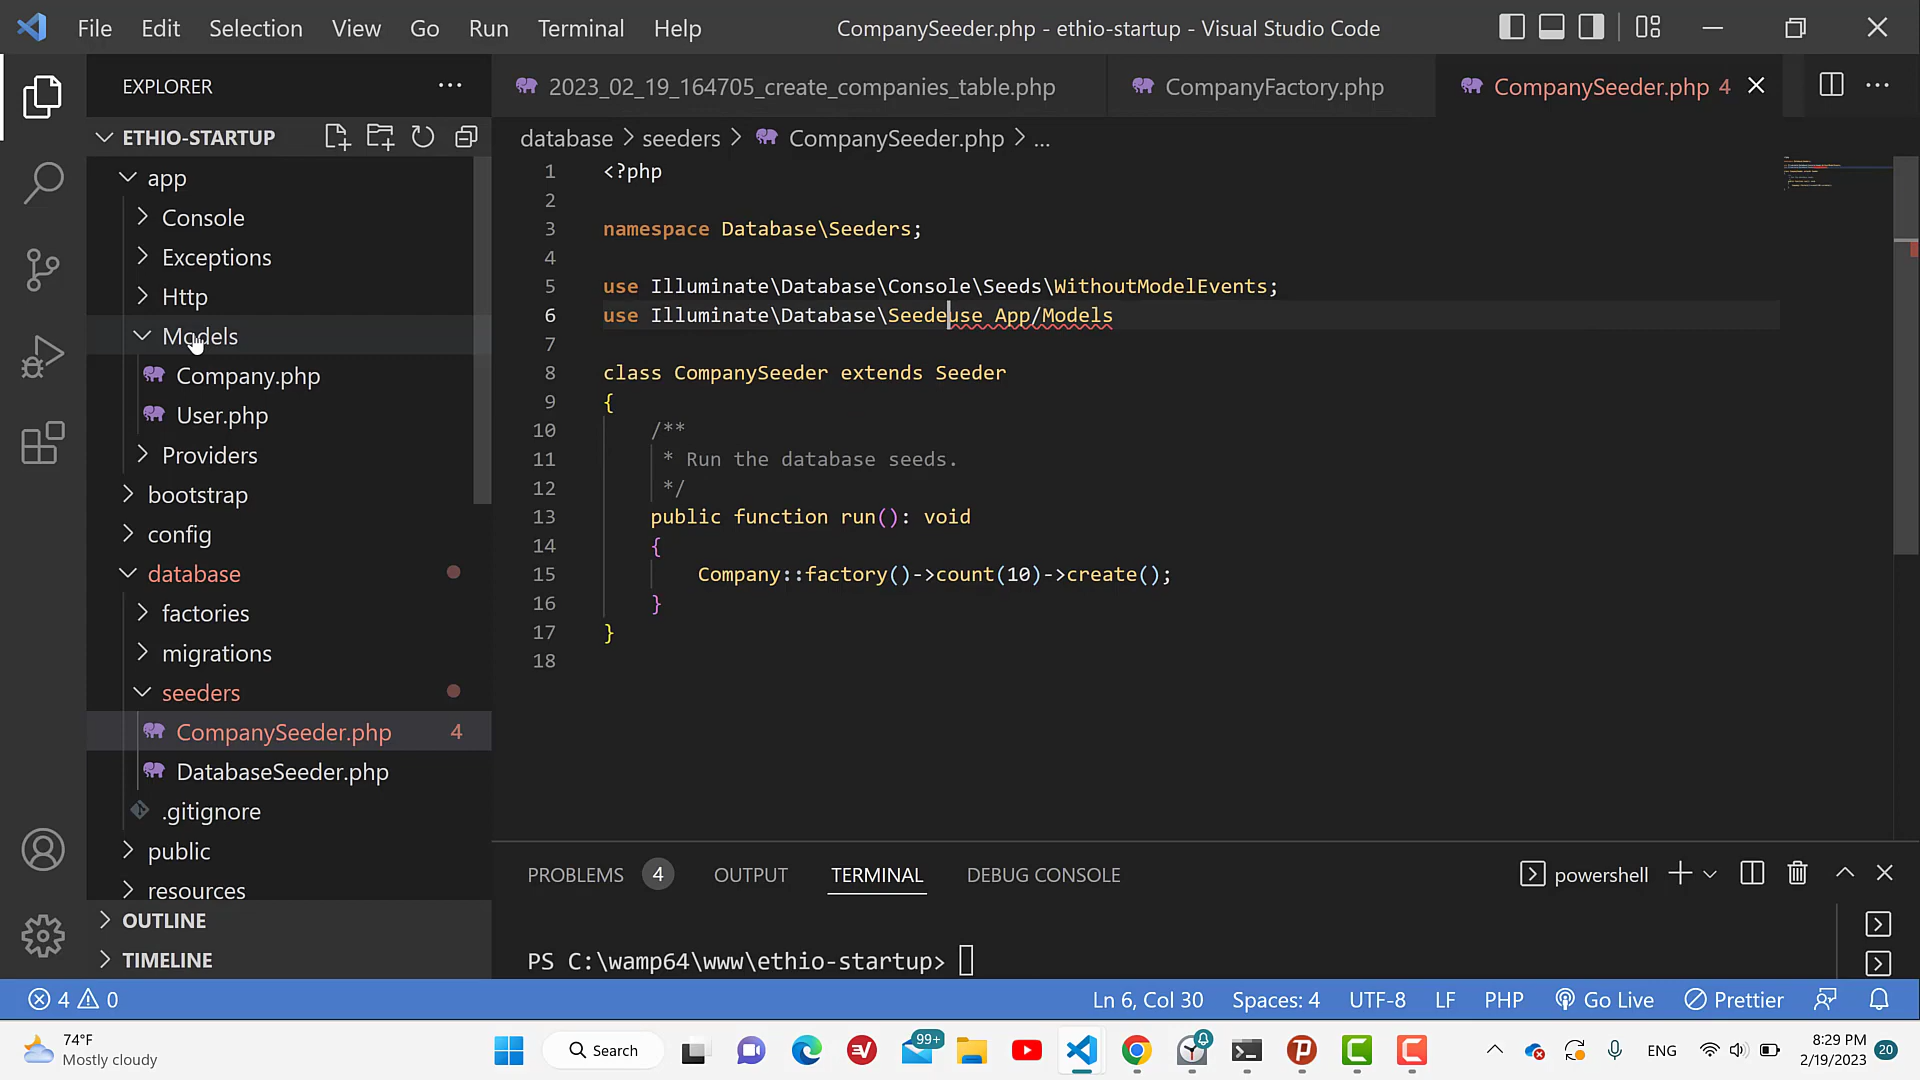 File Edit Selection View Go Run Terminal Help
CompanySeeder.php - ethio-startup - Visual Studio Code
EXPLORER
ETHIO-STARTUP
app
Console
Exceptions
Http
Models
Company.php
User.php
Providers
bootstrap
config
database
factories
migrations
seeders
CompanySeeder.php 4
DatabaseSeeder.php
.gitignore
public
resources
OUTLINE
TIMELINE
2023_02_19_164705_create_companies_table.php
CompanyFactory.php
CompanySeeder.php 4
database > seeders > CompanySeeder.php > ...
1 <?php
2
3 namespace Database\Seeders;
4
5 use Illuminate\Database\Console\Seeds\WithoutModelEvents;
6 use Illuminate\Database\Seedeuse App/Models
7
8 class CompanySeeder extends Seeder
9 {
10 /**
11 * Run the database seeds.
12 */
13 public function run(): void
14 {
15 Company::factory()->count(10)->create();
16 }
17 }
18
PROBLEMS 4 OUTPUT TERMINAL DEBUG CONSOLE
powershell
PS C:\wamp64\www\ethio-startup>
4 0
Ln 6, Col 30 Spaces: 4 UTF-8 LF PHP Go Live Prettier
74°F
Mostly cloudy
Search
99+
ENG
8:29 PM
2/19/2023
20